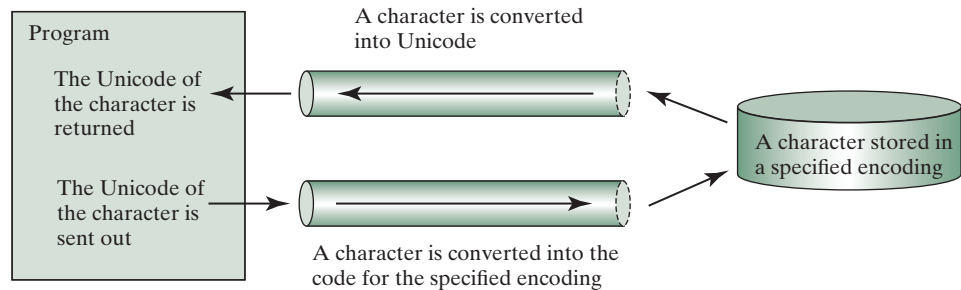 A character is converted
into Unicode
Program
The Unicode of
the character is
returned
A character stored in
a specified encoding
The Unicode of
the character is
sent out
A character is converted into the
code for the specified encoding